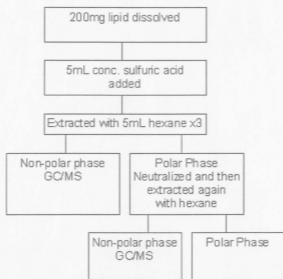 200mg lipid dissolved
5mL conc. sulfuric acid
added
Extracted with 5mL hexane x3
Non-polar phase
GC/MS
Polar Phase
Neutralized and then
extracted again
with hexane
Non-polar phase
GC/MS
Polar Phase